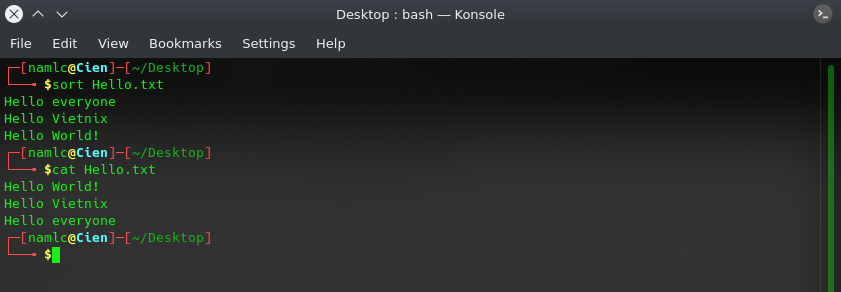 Desktop : bash — Konsole
File Edit View Bookmarks Settings Help
┌─[namlc@Cien]─[~/Desktop]
└──╼ $sort Hello.txt
Hello everyone
Hello Vietnix
Hello World!
┌─[namlc@Cien]─[~/Desktop]
└──╼ $cat Hello.txt
Hello World!
Hello Vietnix
Hello everyone
┌─[namlc@Cien]─[~/Desktop]
└──╼ $